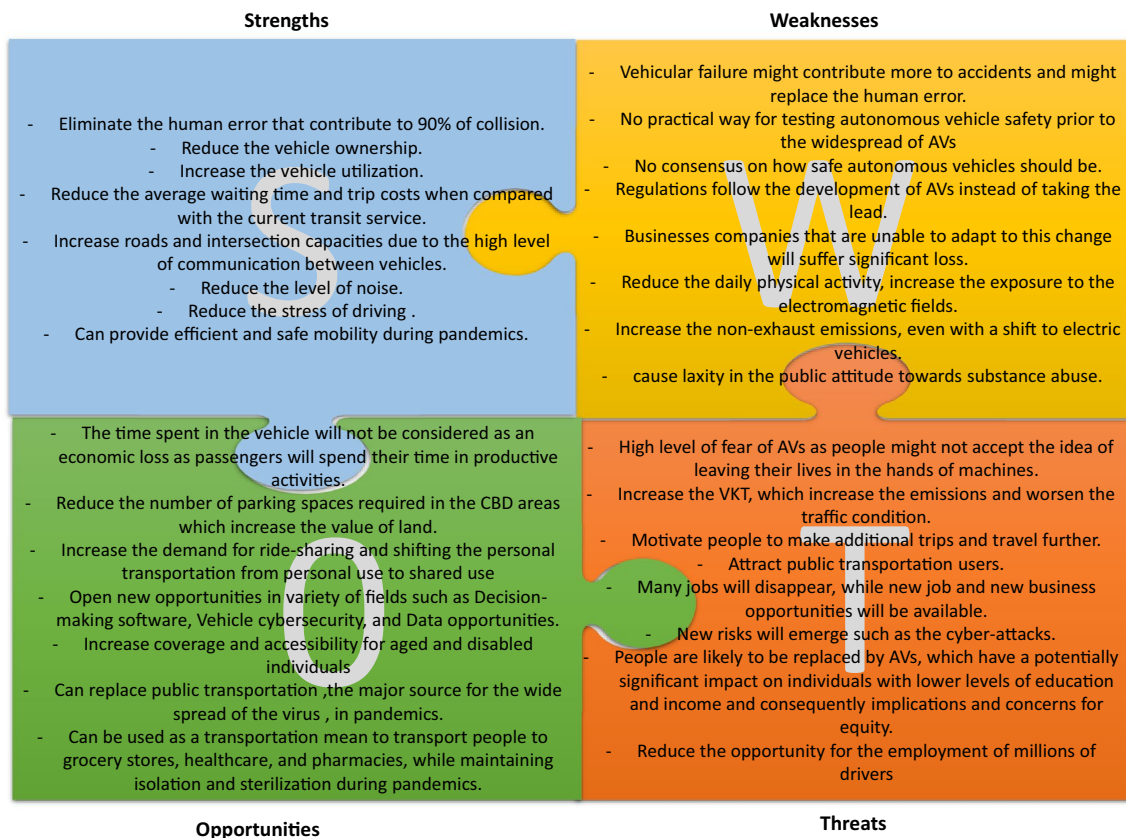 Strengths
Weaknesses
S
- Eliminate the human error that contribute to 90% of collision.
- Reduce the vehicle ownership.
- Increase the vehicle utilization.
- Reduce the average waiting time and trip costs when compared
with the current transit service.
- Increase roads and intersection capacities due to the high level
of communication between vehicles.
- Reduce the level of noise.
- Reduce the stress of driving .
- Can provide efficient and safe mobility during pandemics.
W
- Vehicular failure might contribute more to accidents and might
replace the human error.
- No practical way for testing autonomous vehicle safety prior to
the widespread of AVs
- No consensus on how safe autonomous vehicles should be.
- Regulations follow the development of AVs instead of taking the
lead.
- Businesses companies that are unable to adapt to this change
will suffer significant loss.
- Reduce the daily physical activity, increase the exposure to the
electromagnetic fields.
- Increase the non-exhaust emissions, even with a shift to electric
vehicles.
- cause laxity in the public attitude towards substance abuse.
O
- The time spent in the vehicle will not be considered as an
economic loss as passengers will spend their time in productive
activities.
- Reduce the number of parking spaces required in the CBD areas
which increase the value of land.
- Increase the demand for ride-sharing and shifting the personal
transportation from personal use to shared use
- Open new opportunities in variety of fields such as Decision-
making software, Vehicle cybersecurity, and Data opportunities.
- Increase coverage and accessibility for aged and disabled
individuals
- Can replace public transportation ,the major source for the wide
spread of the virus , in pandemics.
- Can be used as a transportation mean to transport people to
grocery stores, healthcare, and pharmacies, while maintaining
isolation and sterilization during pandemics.
T
- High level of fear of AVs as people might not accept the idea of
leaving their lives in the hands of machines.
- Increase the VKT, which increase the emissions and worsen the
traffic condition.
- Motivate people to make additional trips and travel further.
- Attract public transportation users.
- Many jobs will disappear, while new job and new business
opportunities will be available.
- New risks will emerge such as the cyber-attacks.
- People are likely to be replaced by AVs, which have a potentially
significant impact on individuals with lower levels of education
and income and consequently implications and concerns for
equity.
- Reduce the opportunity for the employment of millions of
drivers
Opportunities
Threats